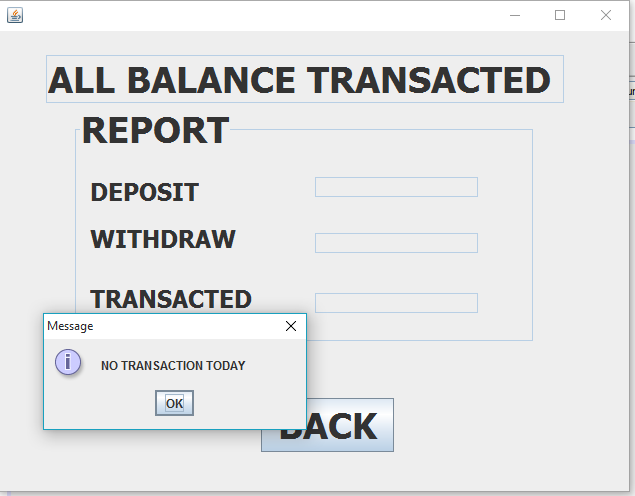 ALL BALANCE TRANSACTED
REPORT
DEPOSIT
WITHDRAW
TRANSACTED
Message
NO TRANSACTION TODAY
OK
BACK